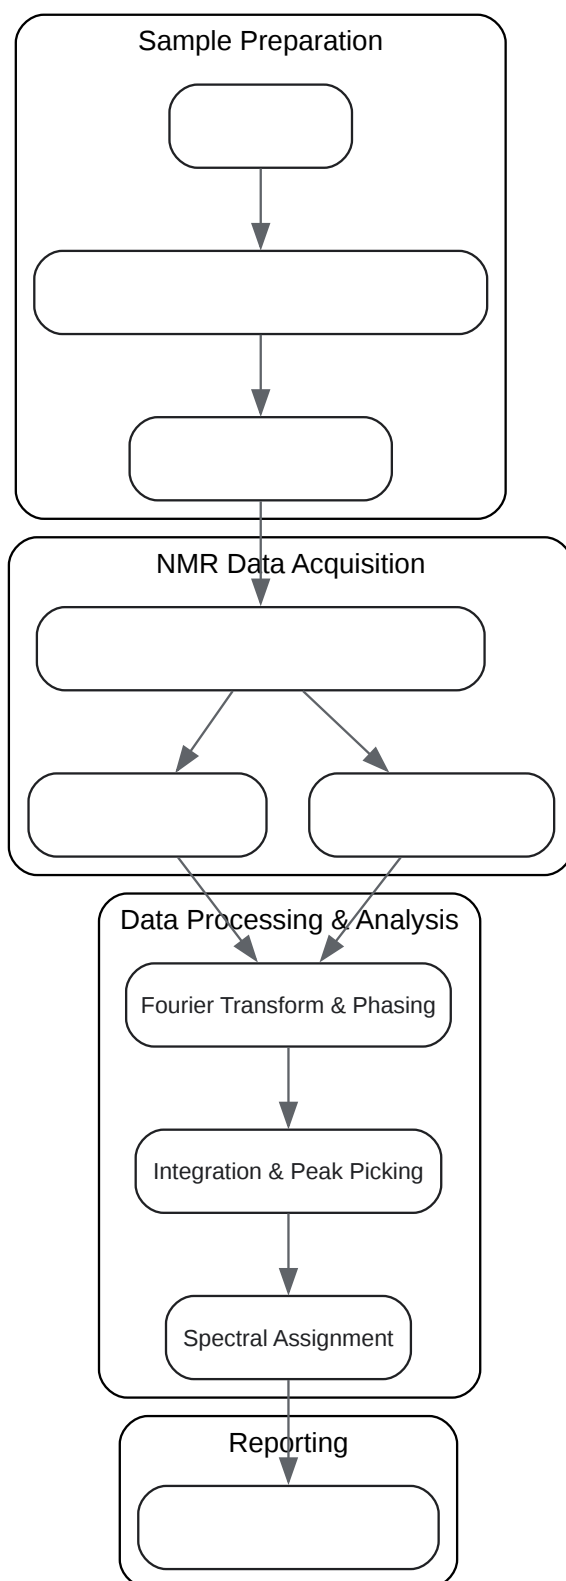 Sample Preparation
NMR Data Acquisition
Data Processing & Analysis
Fourier Transform & Phasing
Integration & Peak Picking
Spectral Assignment
Reporting